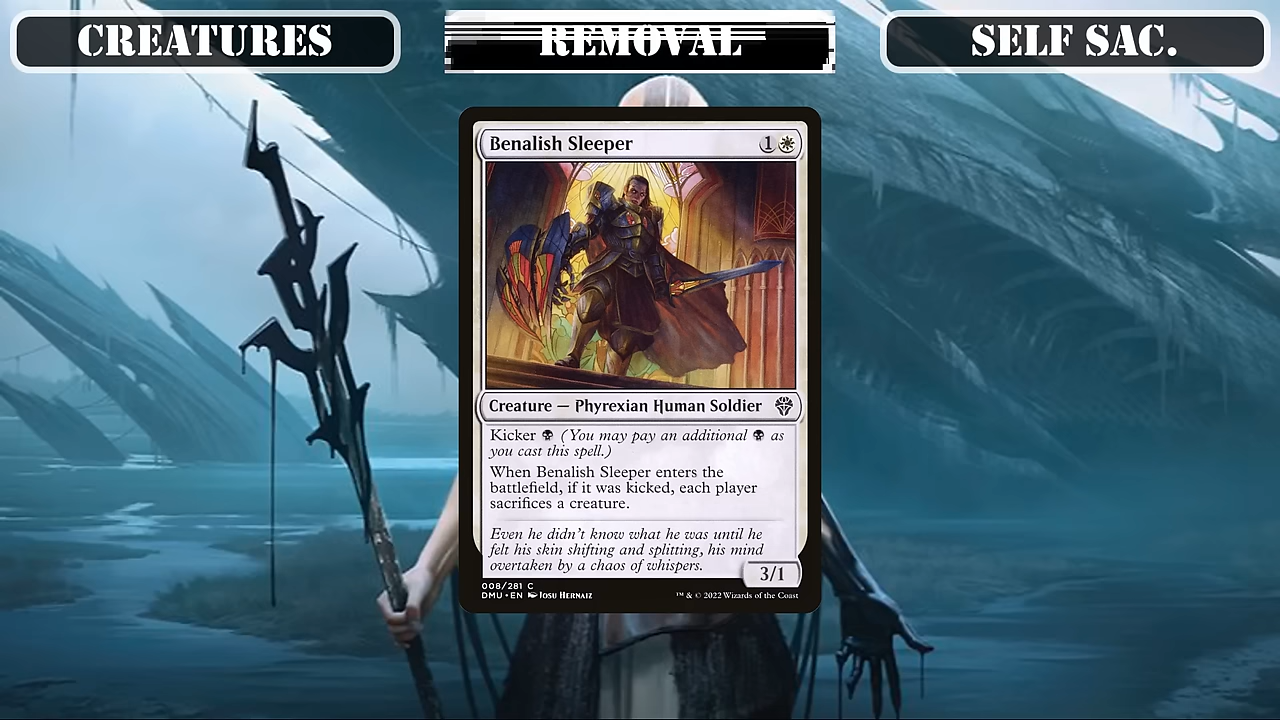 CREATURES
REMOVAL
SELF SAC.
Benalish Sleeper
1
Creature — Phyrexian Human Soldier
Kicker (You may pay an additional as
you cast this spell.)
When Benalish Sleeper enters the
battlefield, if it was kicked, each player
sacrifices a creature.
Even he didn't know what he was until he
felt his skin shifting and splitting, his mind
overtaken by a chaos of whispers.
3/1
008/281 C
DMU • EN Iosu Hernaiz
™ & © 2022 Wizards of the Coast